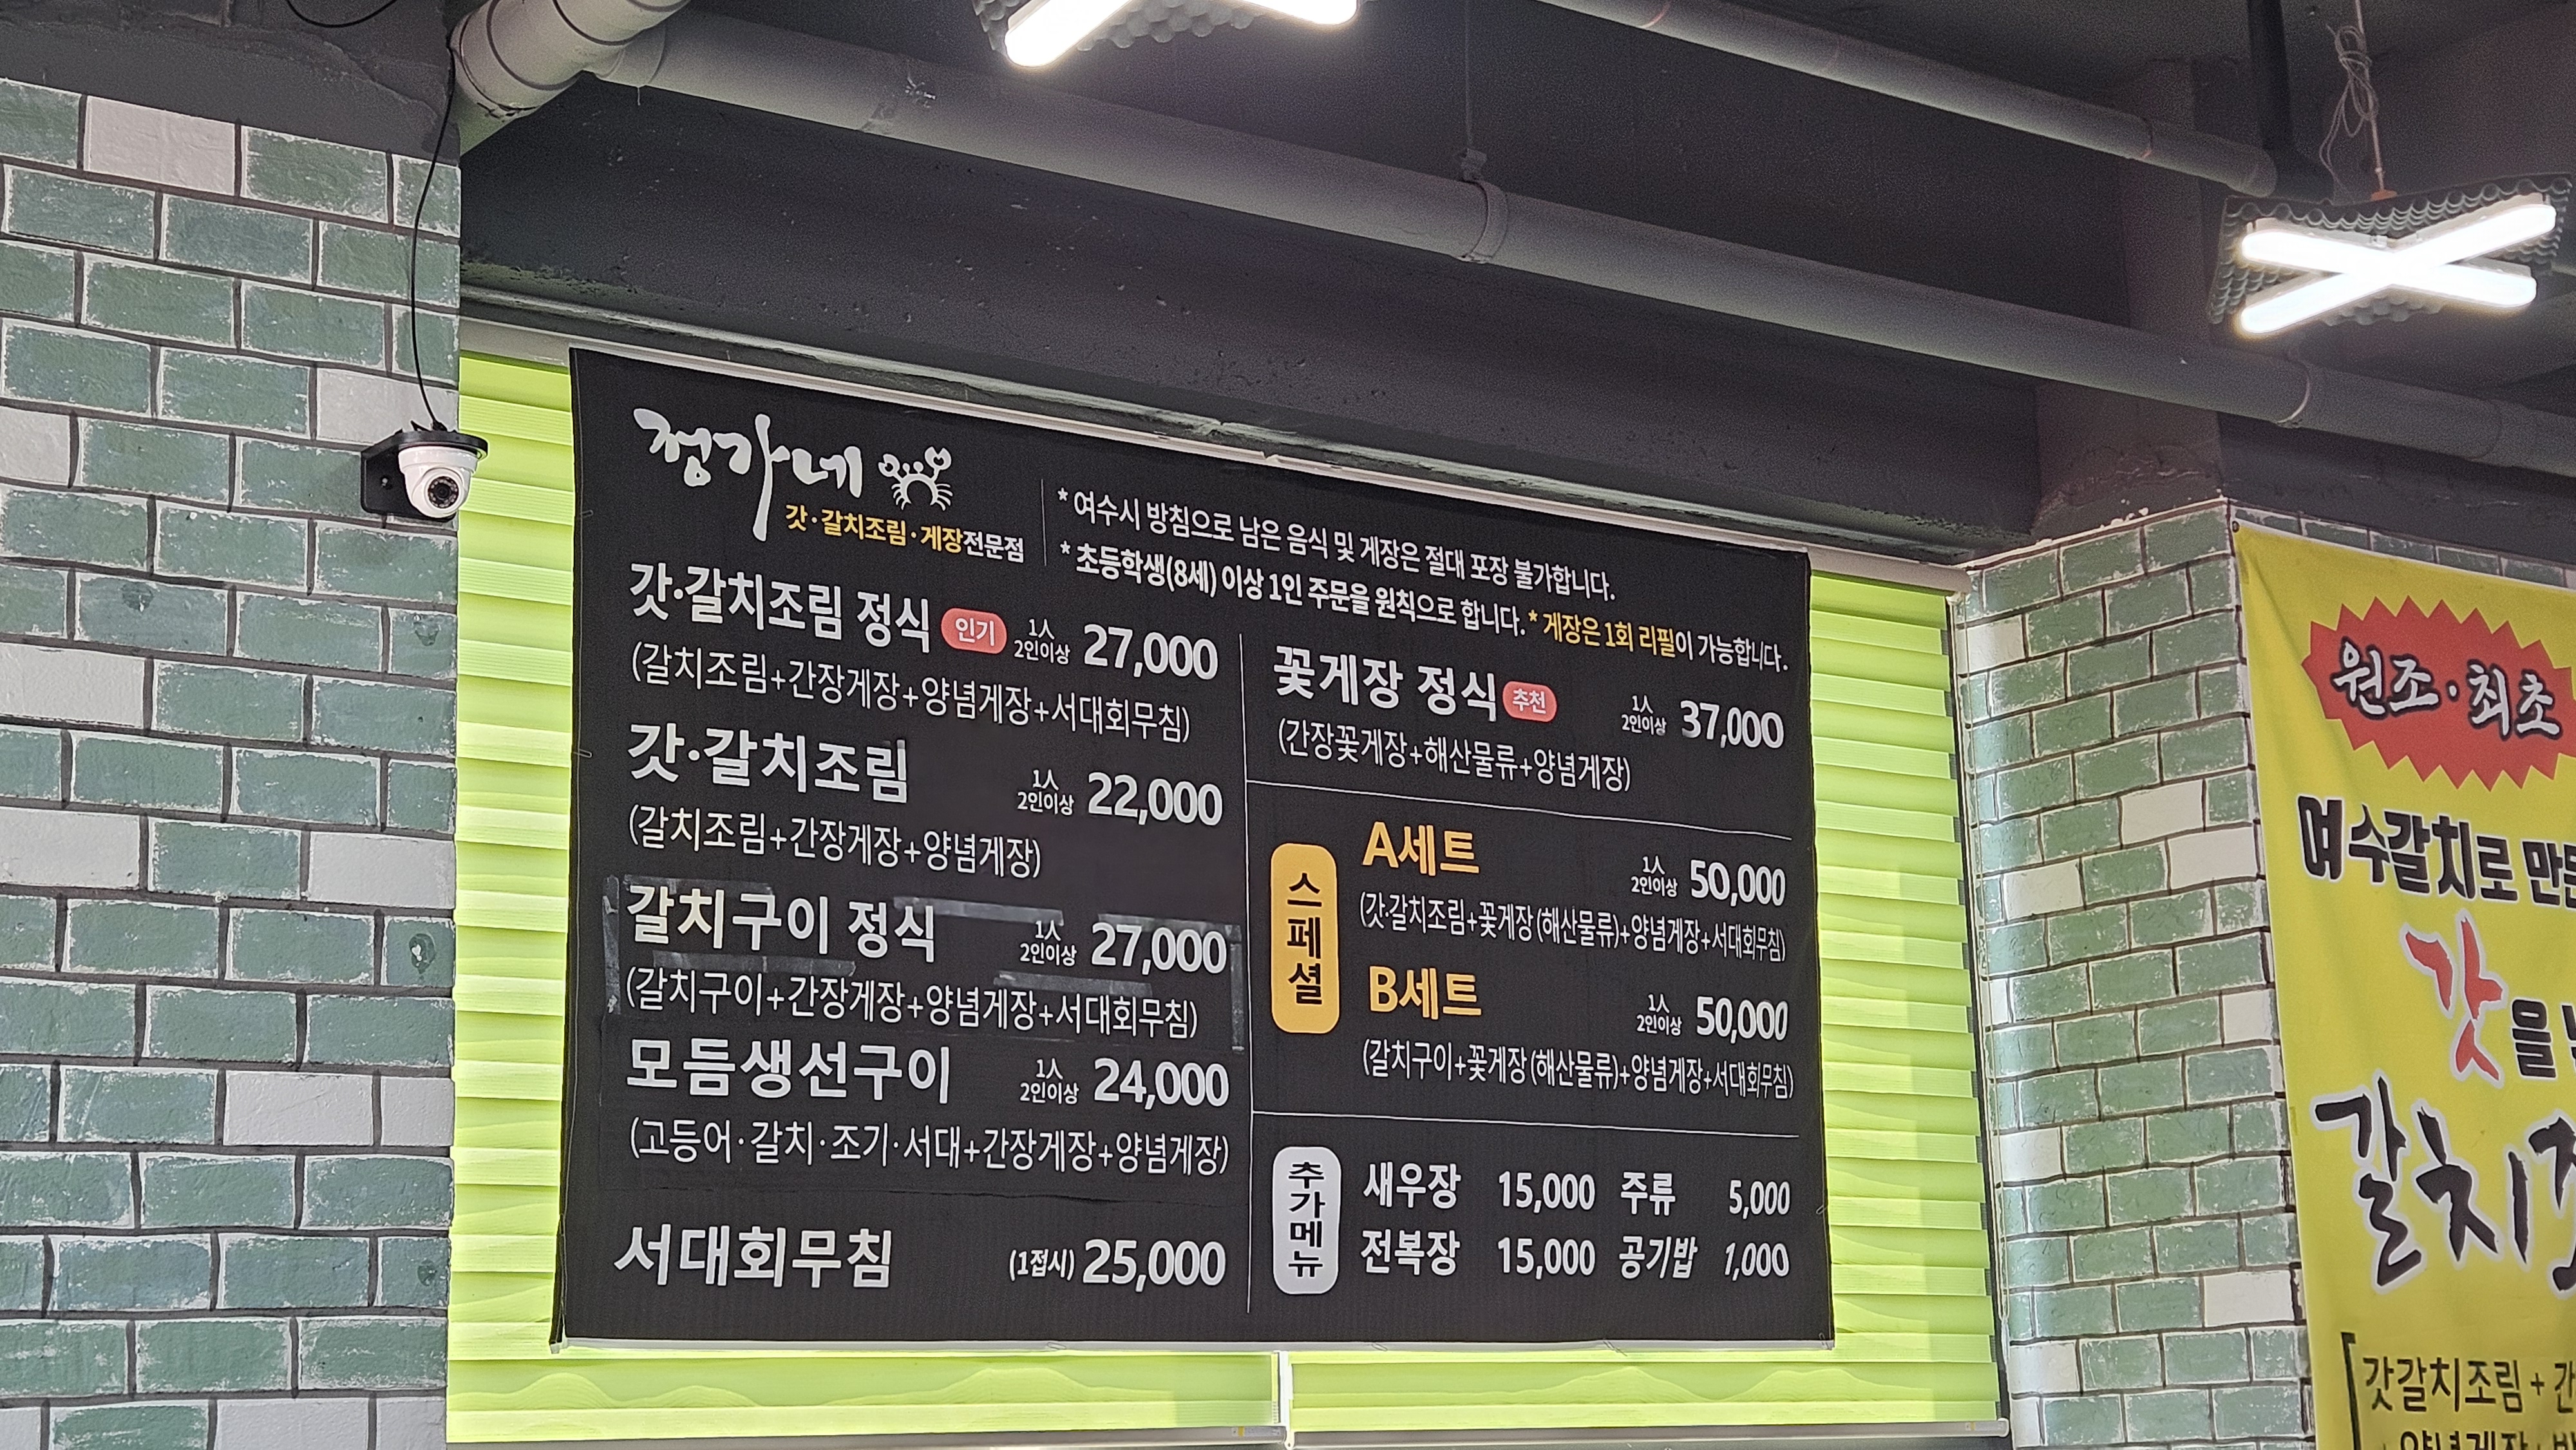 정가네
갓·갈치조림·게장전문점
* 여수시 방침으로 남은 음식 및 게장은 절대 포장 불가합니다.
* 초등학생(8세) 이상 1인 주문을 원칙으로 합니다. * 게장은 1회 리필이 가능합니다.
갓·갈치조림 정식 인기 1人 2인이상 27,000
(갈치조림+간장게장+양념게장+서대회무침)
갓·갈치조림 1人 2인이상 22,000
(갈치조림+간장게장+양념게장)
갈치구이 정식 1人 2인이상 27,000
(갈치구이+간장게장+양념게장+서대회무침)
모듬생선구이 1人 2인이상 24,000
(고등어·갈치·조기·서대+간장게장+양념게장)
서대회무침 (1접시) 25,000
꽃게장 정식 추천 1人 2인이상 37,000
(간장꽃게장+해산물류+양념게장)
스페셜
A세트 1人 2인이상 50,000
(갓·갈치조림+꽃게장(해산물류)+양념게장+서대회무침)
B세트 1人 2인이상 50,000
(갈치구이+꽃게장(해산물류)+양념게장+서대회무침)
추가메뉴
새우장 15,000 주류 5,000
전복장 15,000 공기밥 1,000
원조·최초
여수갈치로 만
갓을
갈치
갓갈치조림+간